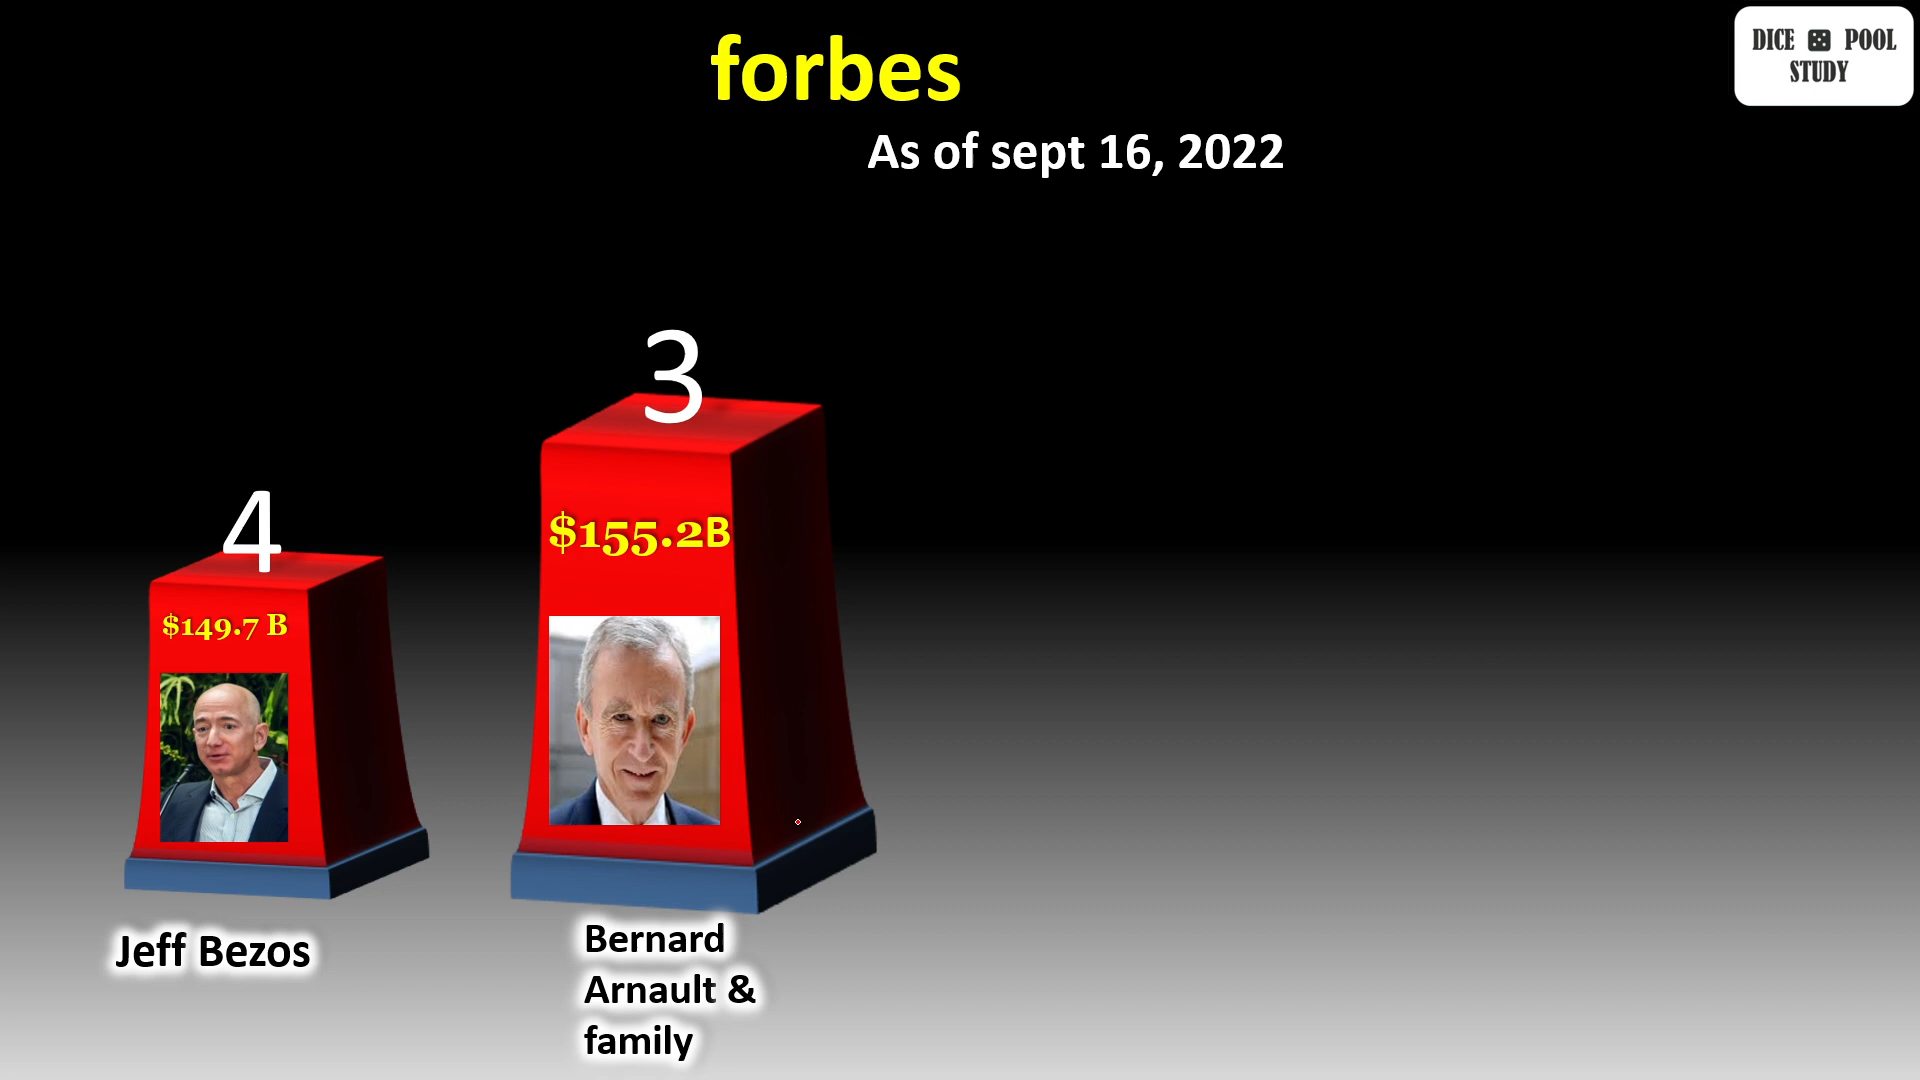 forbes
DICE POOL
STUDY
As of sept 16, 2022
3
4
$155.2B
$149.7 B
Jeff Bezos
Bernard
Arnault &
family